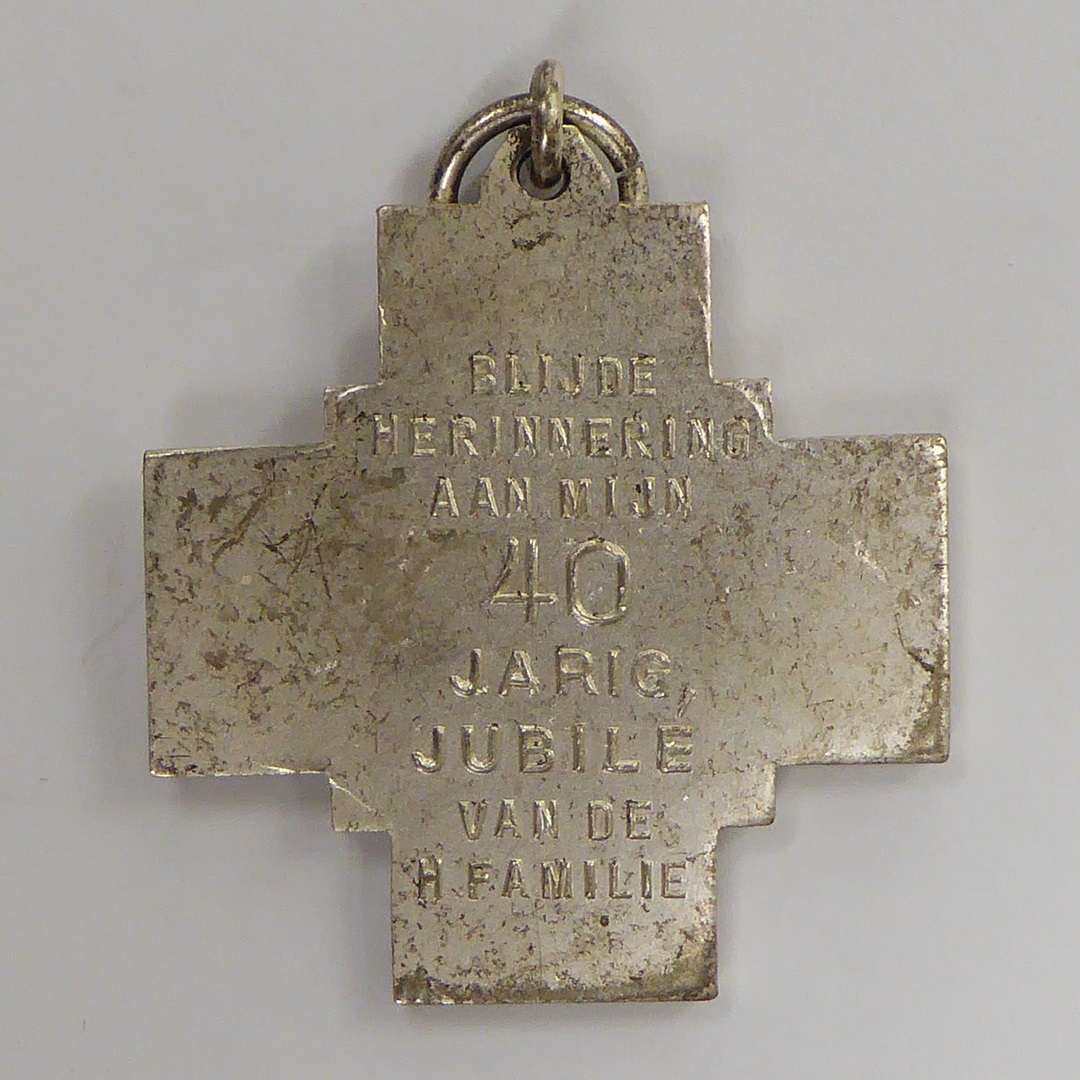 BLIJDE
HERINNERING
AAN MIJN
40
JARIG,
JUBILÉ
VAN DE
H FAMILIE